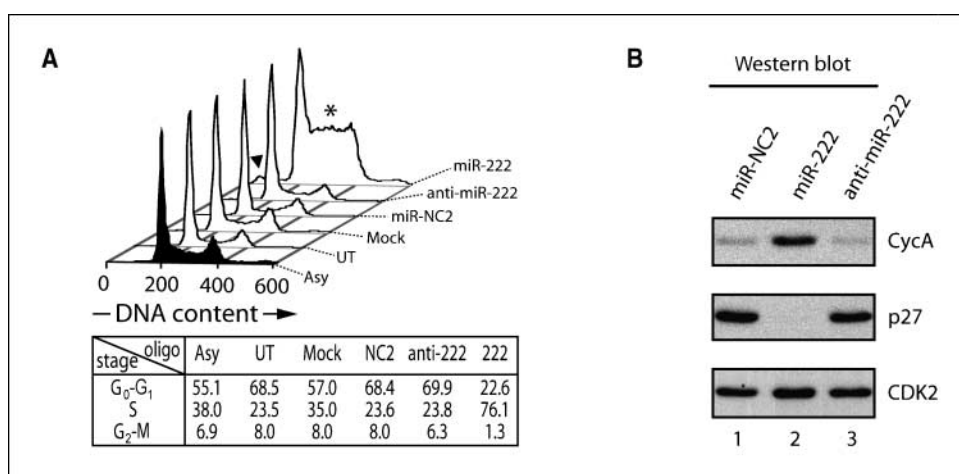 A
*
miR-222
anti-miR-222
miR-NC2
Mock
UT
Asy
0 200 400 600
DNA content
stage oligo Asy UT Mock NC2 anti-222 222
G0-G1 55.1 68.5 57.0 68.4 69.9 22.6
S 38.0 23.5 35.0 23.6 23.8 76.1
G2-M 6.9 8.0 8.0 8.0 6.3 1.3
B
Western blot
miR-NC2 miR-222 anti-miR-222
CycA
p27
CDK2
1 2 3